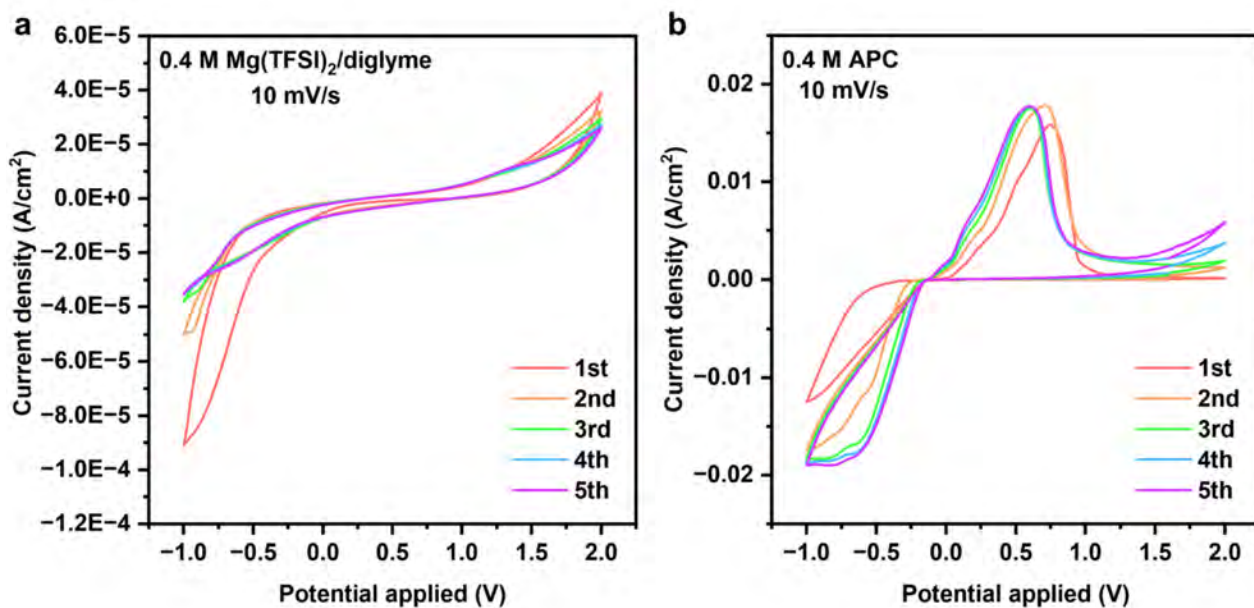 a
0.4 M Mg(TFSI)₂/diglyme
10 mV/s
6.0E−5
4.0E−5
2.0E−5
0.0E+0
−2.0E−5
−4.0E−5
−6.0E−5
−8.0E−5
−1.0E−4
−1.2E−4
Current density (A/cm²)
1st
2nd
3rd
4th
5th
−1.0 −0.5 0.0 0.5 1.0 1.5 2.0
Potential applied (V)
b
0.4 M APC
10 mV/s
0.02
0.01
0.00
−0.01
−0.02
Current density (A/cm²)
1st
2nd
3rd
4th
5th
−1.0 −0.5 0.0 0.5 1.0 1.5 2.0
Potential applied (V)